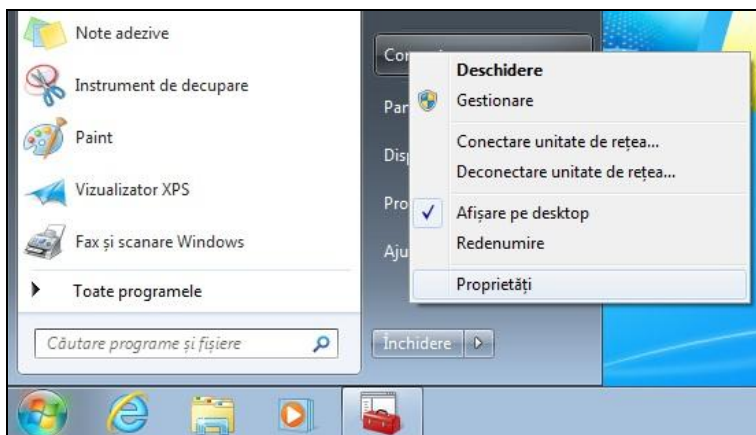 Note adezive
Instrument de decupare
Paint
Vizualizator XPS
Fax și scanare Windows
Toate programele
Căutare programe și fișiere
Închidere
Deschidere
Gestionare
Conectare unitate de rețea...
Deconectare unitate de rețea...
Afișare pe desktop
Redenumire
Proprietăți